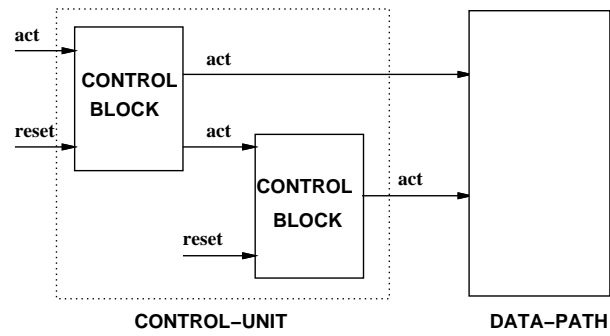 act
act
CONTROL
BLOCK
reset
act
act
CONTROL
BLOCK
reset
CONTROL–UNIT
DATA–PATH